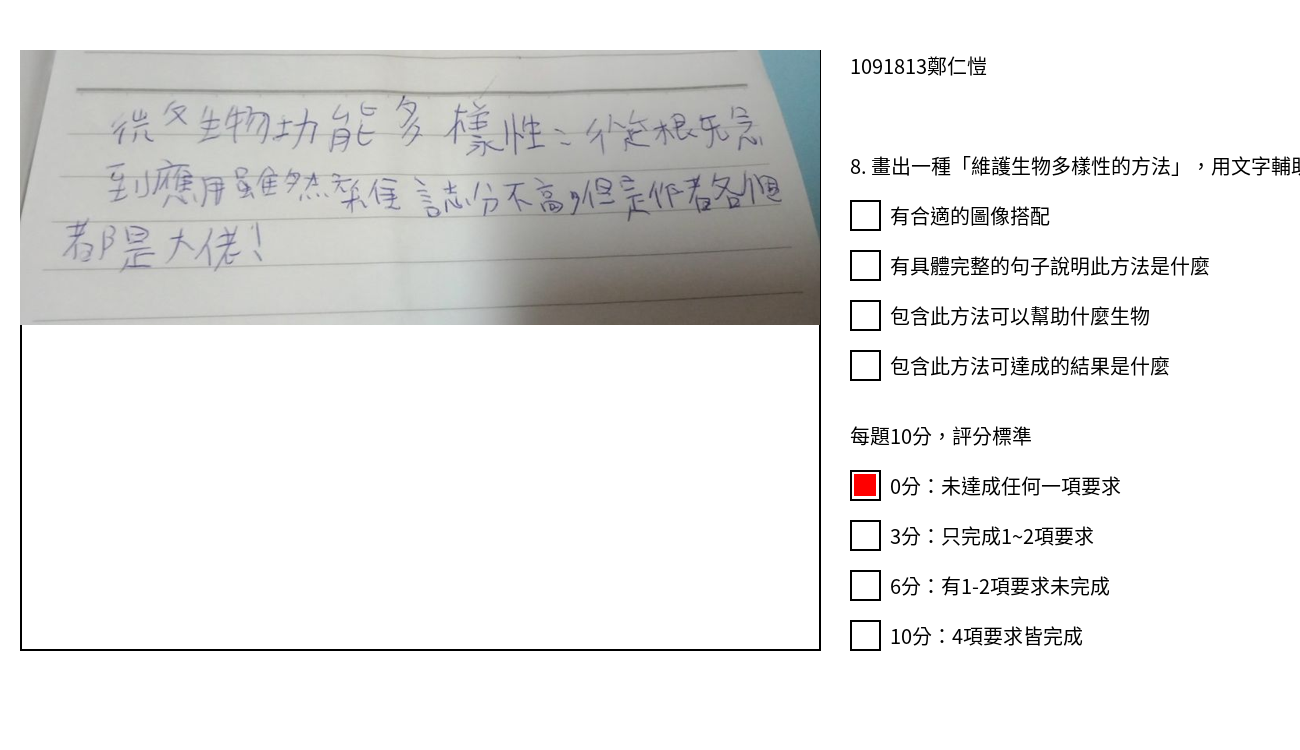 從生物功能多樣性：從根先念
到應用雖然雜誌分不高，但是作者各個
都是大佬！
1091813鄭仁愷
8. 畫出一種「維護生物多樣性的方法」，用文字輔助
有合適的圖像搭配
有具體完整的句子說明此方法是什麼
包含此方法可以幫助什麼生物
包含此方法可達成的結果是什麼
每題10分，評分標準
0分：未達成任何一項要求
3分：只完成1~2項要求
6分：有1-2項要求未完成
10分：4項要求皆完成